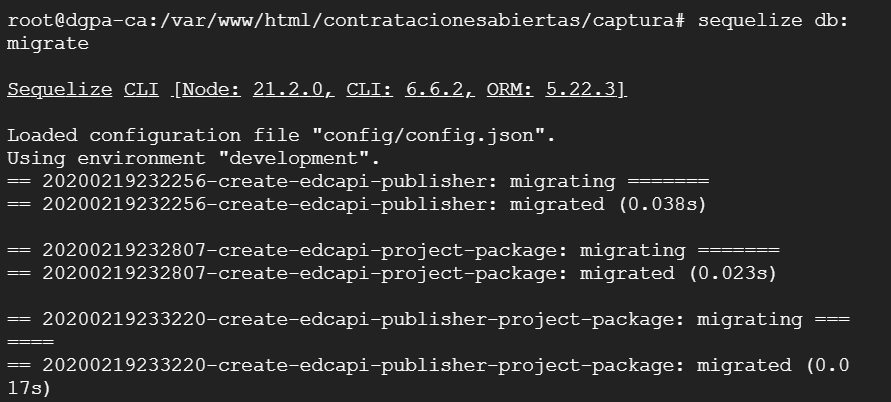 root@dgpa-ca:/var/www/html/contratacionesabiertas/captura# sequelize db:
migrate
Sequelize CLI [Node: 21.2.0, CLI: 6.6.2, ORM: 5.22.3]
Loaded configuration file "config/config.json".
Using environment "development".
== 20200219232256-create-edcapi-publisher: migrating =======
== 20200219232256-create-edcapi-publisher: migrated (0.038s)
== 20200219232807-create-edcapi-project-package: migrating =======
== 20200219232807-create-edcapi-project-package: migrated (0.023s)
== 20200219233220-create-edcapi-publisher-project-package: migrating ===
====
== 20200219233220-create-edcapi-publisher-project-package: migrated (0.0
17s)